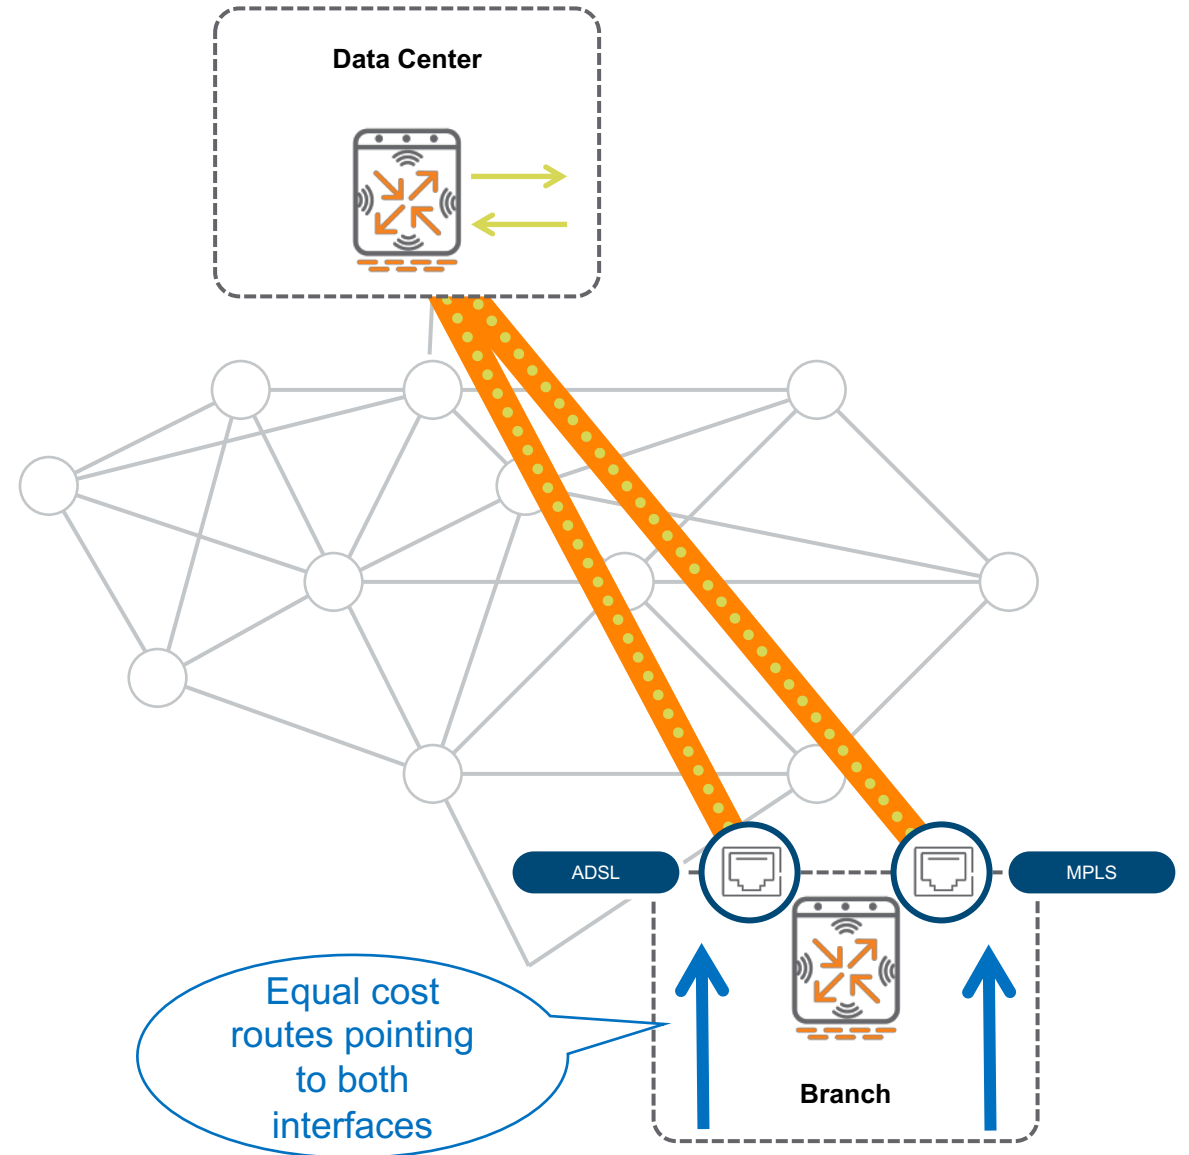 Data Center
ADSL
MPLS
Equal cost
routes pointing
to both
interfaces
Branch